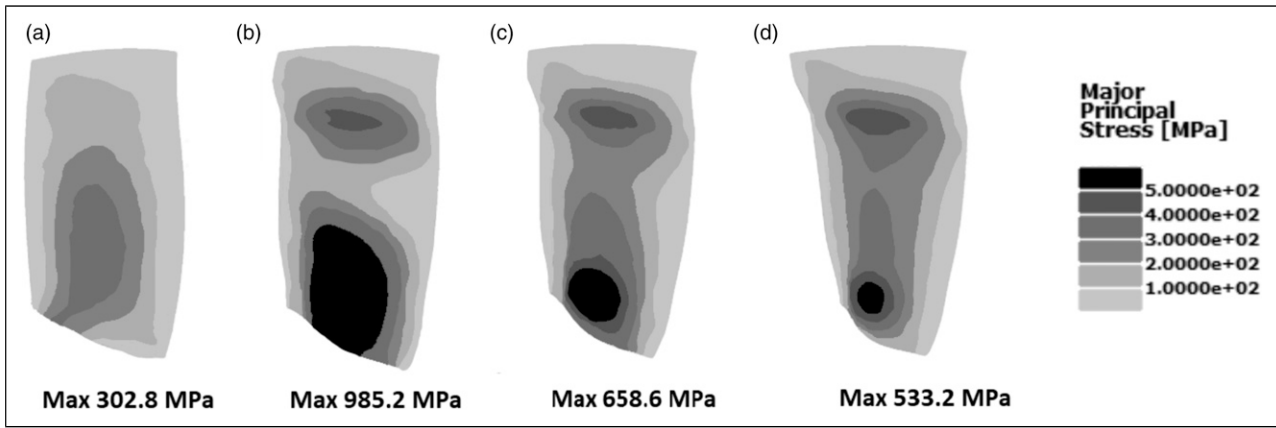 (a)
(b)
(c)
(d)
Major
Principal
Stress [MPa]
5.0000e+02
4.0000e+02
3.0000e+02
2.0000e+02
1.0000e+02
Max 302.8 MPa
Max 985.2 MPa
Max 658.6 MPa
Max 533.2 MPa